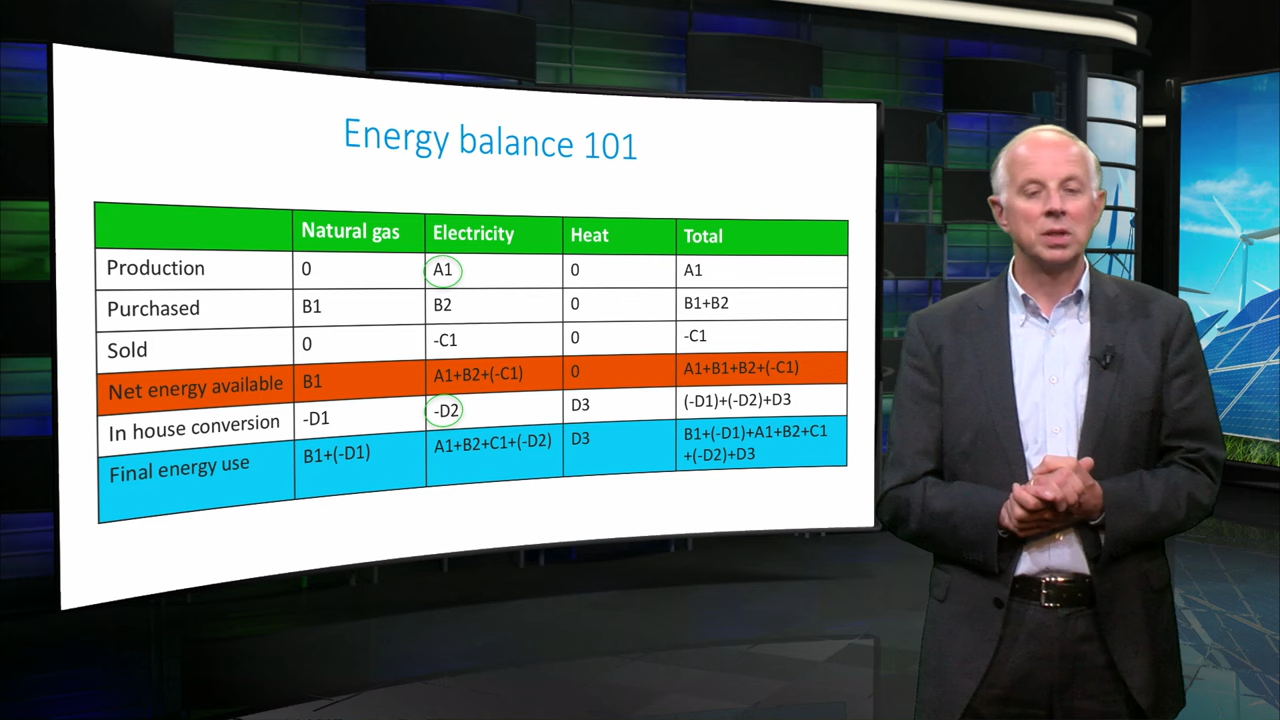 Energy balance 101
Natural gas Electricity Heat Total
Production 0 A1 0 A1
Purchased B1 B2 0 B1+B2
Sold 0 -C1 0 -C1
Net energy available B1 A1+B2+(-C1) 0 A1+B1+B2+(-C1)
In house conversion -D1 -D2 D3 (-D1)+(-D2)+D3
Final energy use B1+(-D1) A1+B2+C1+(-D2) D3 B1+(-D1)+A1+B2+C1
+(-D2)+D3